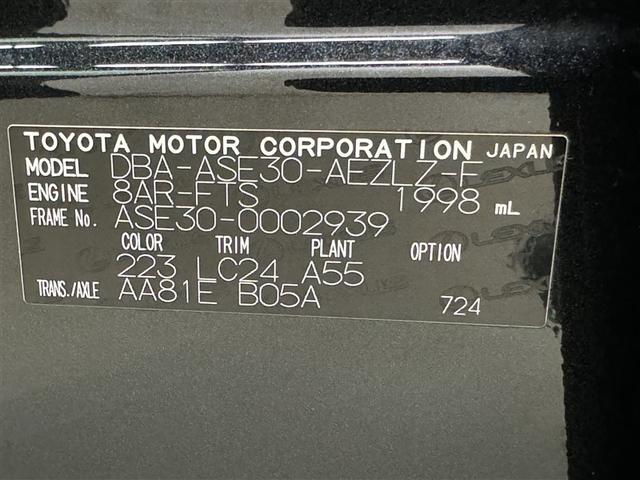 TOYOTA MOTOR CORPORATION JAPAN
MODEL DBA-ASE30-AEZLZ-F
ENGINE 8AR-FTS 1998 mL
FRAME No. ASE30-0002939
COLOR TRIM PLANT OPTION
223 LC24 A55
TRANS./AXLE AA81E B05A 724
LEXUS